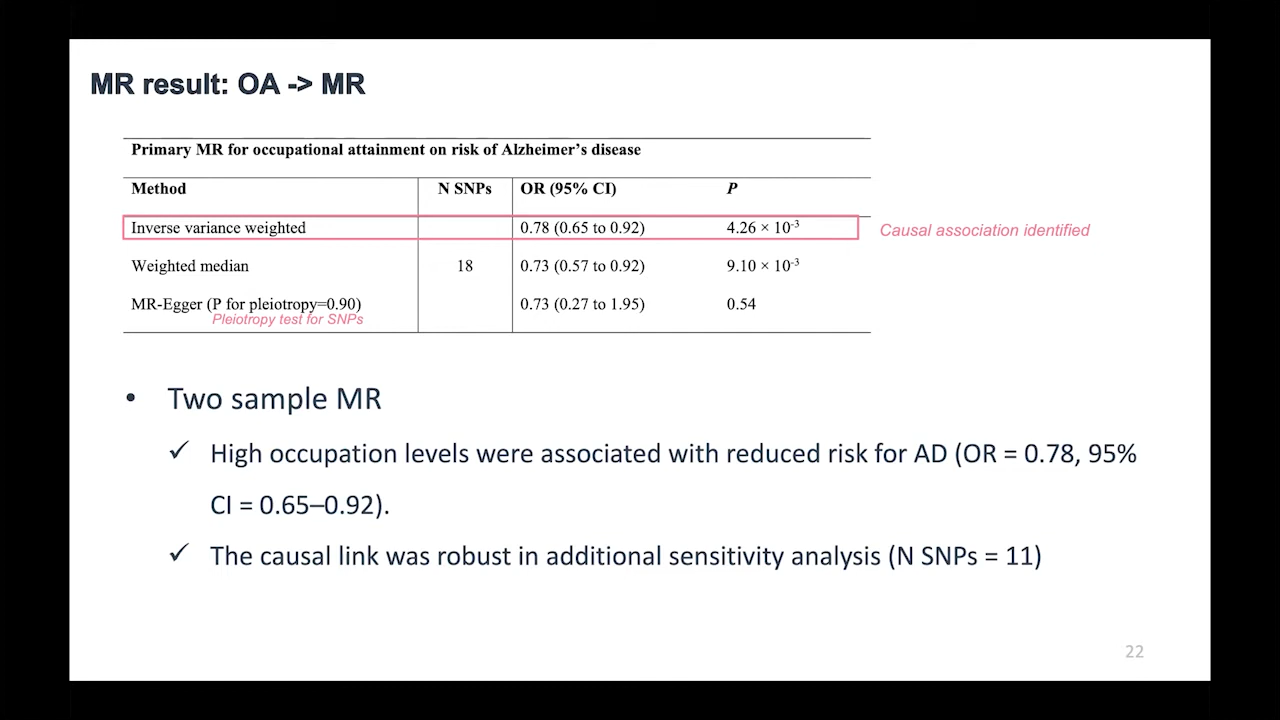 MR result: OA -> MR
Primary MR for occupational attainment on risk of Alzheimer's disease
Method N SNPs OR (95% CI) P
Inverse variance weighted 0.78 (0.65 to 0.92) 4.26 × 10-3
Causal association identified
Weighted median 18 0.73 (0.57 to 0.92) 9.10 × 10-3
MR-Egger (P for pleiotropy=0.90) 0.73 (0.27 to 1.95) 0.54
Pleiotropy test for SNPs
• Two sample MR
✓ High occupation levels were associated with reduced risk for AD (OR = 0.78, 95%
CI = 0.65–0.92).
✓ The causal link was robust in additional sensitivity analysis (N SNPs = 11)
22